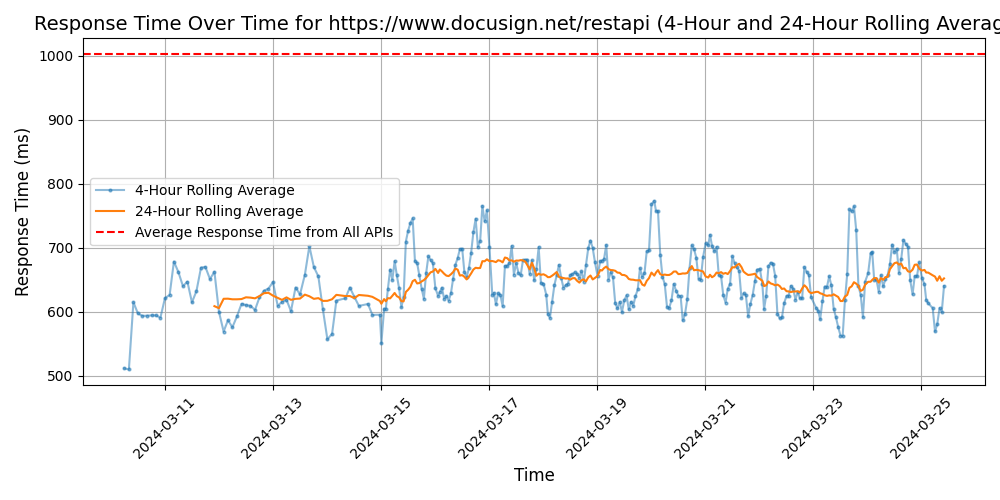 Response Time Over Time for https://www.docusign.net/restapi (4-Hour and 24-Hour Rolling Averag
Response Time (ms)
1000
900
800
700
600
500
4-Hour Rolling Average
24-Hour Rolling Average
Average Response Time from All APIs
2024-03-11
2024-03-13
2024-03-15
2024-03-17
2024-03-19
2024-03-21
2024-03-23
2024-03-25
Time